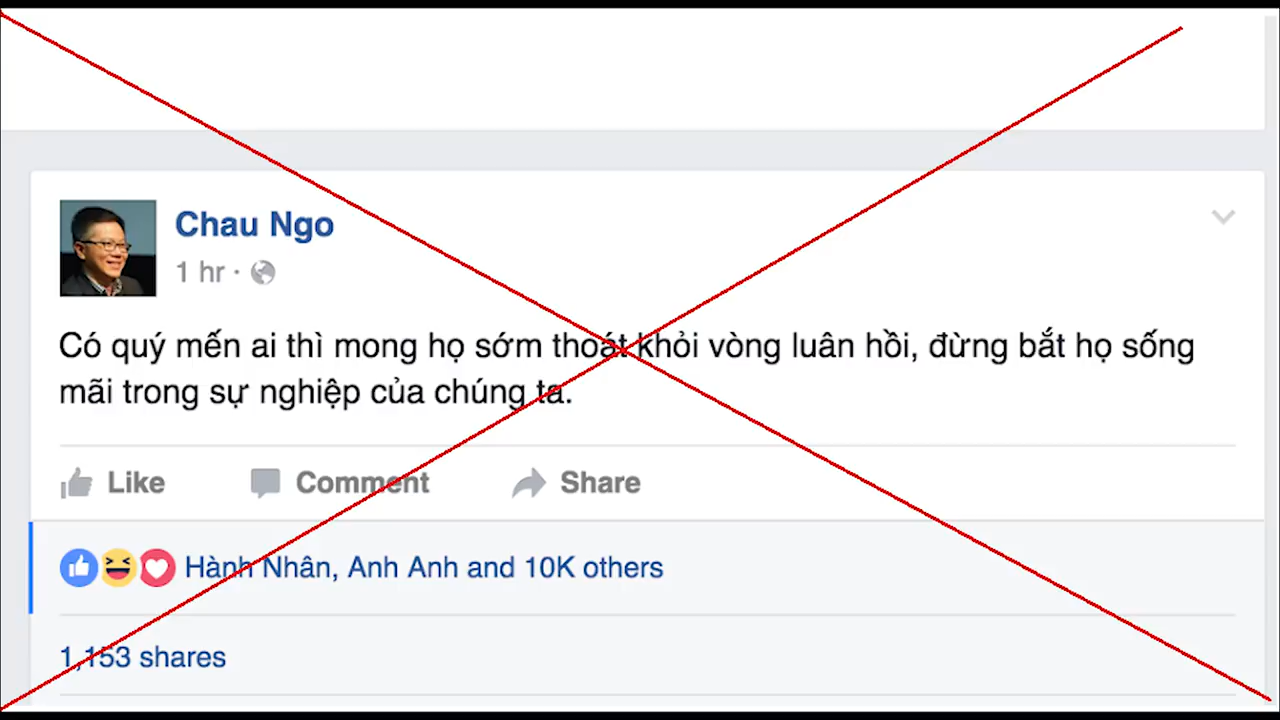 Chau Ngo
1 hr ·
Có quý mến ai thì mong họ sớm thoát khỏi vòng luân hồi, đừng bắt họ sống
mãi trong sự nghiệp của chúng ta.
Like Comment Share
Hành Nhân, Anh Anh and 10K others
1,153 shares